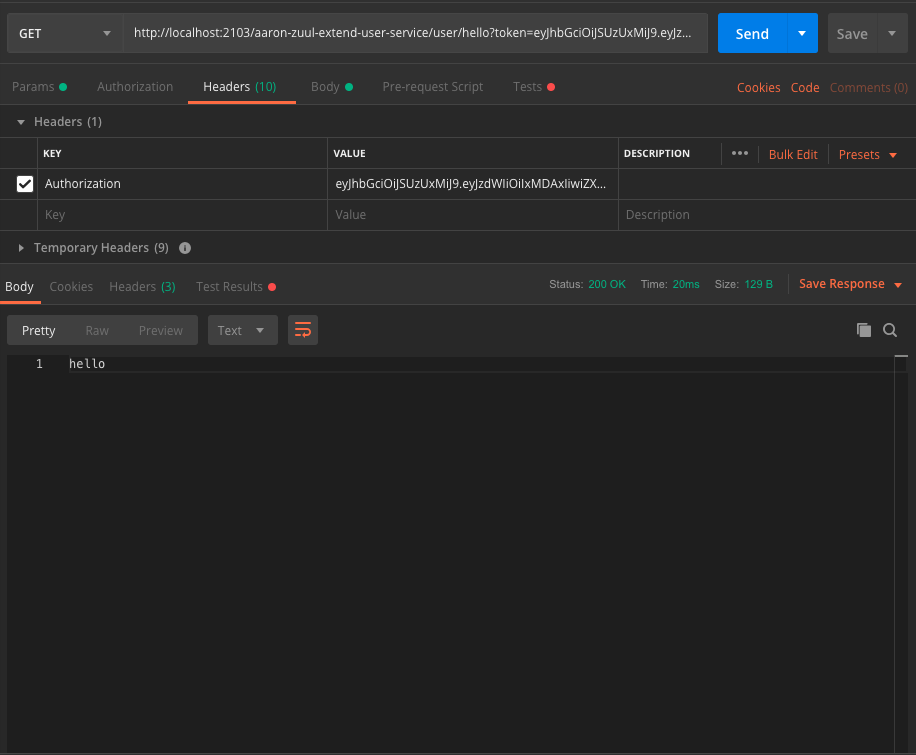 GET http://localhost:2103/aaron-zuul-extend-user-service/user/hello?token=eyJhbGciOiJSUzUxMiJ9.eyJz... Send Save
Params Authorization Headers (10) Body Pre-request Script Tests Cookies Code Comments (0)
Headers (1)
KEY VALUE DESCRIPTION ••• Bulk Edit Presets
Authorization eyJhbGciOiJSUzUxMiJ9.eyJzdWIiOiIxMDAxIiwiZX...
Key Value Description
Temporary Headers (9) i
Body Cookies Headers (3) Test Results Status: 200 OK Time: 20ms Size: 129 B Save Response
Pretty Raw Preview Text
1 hello